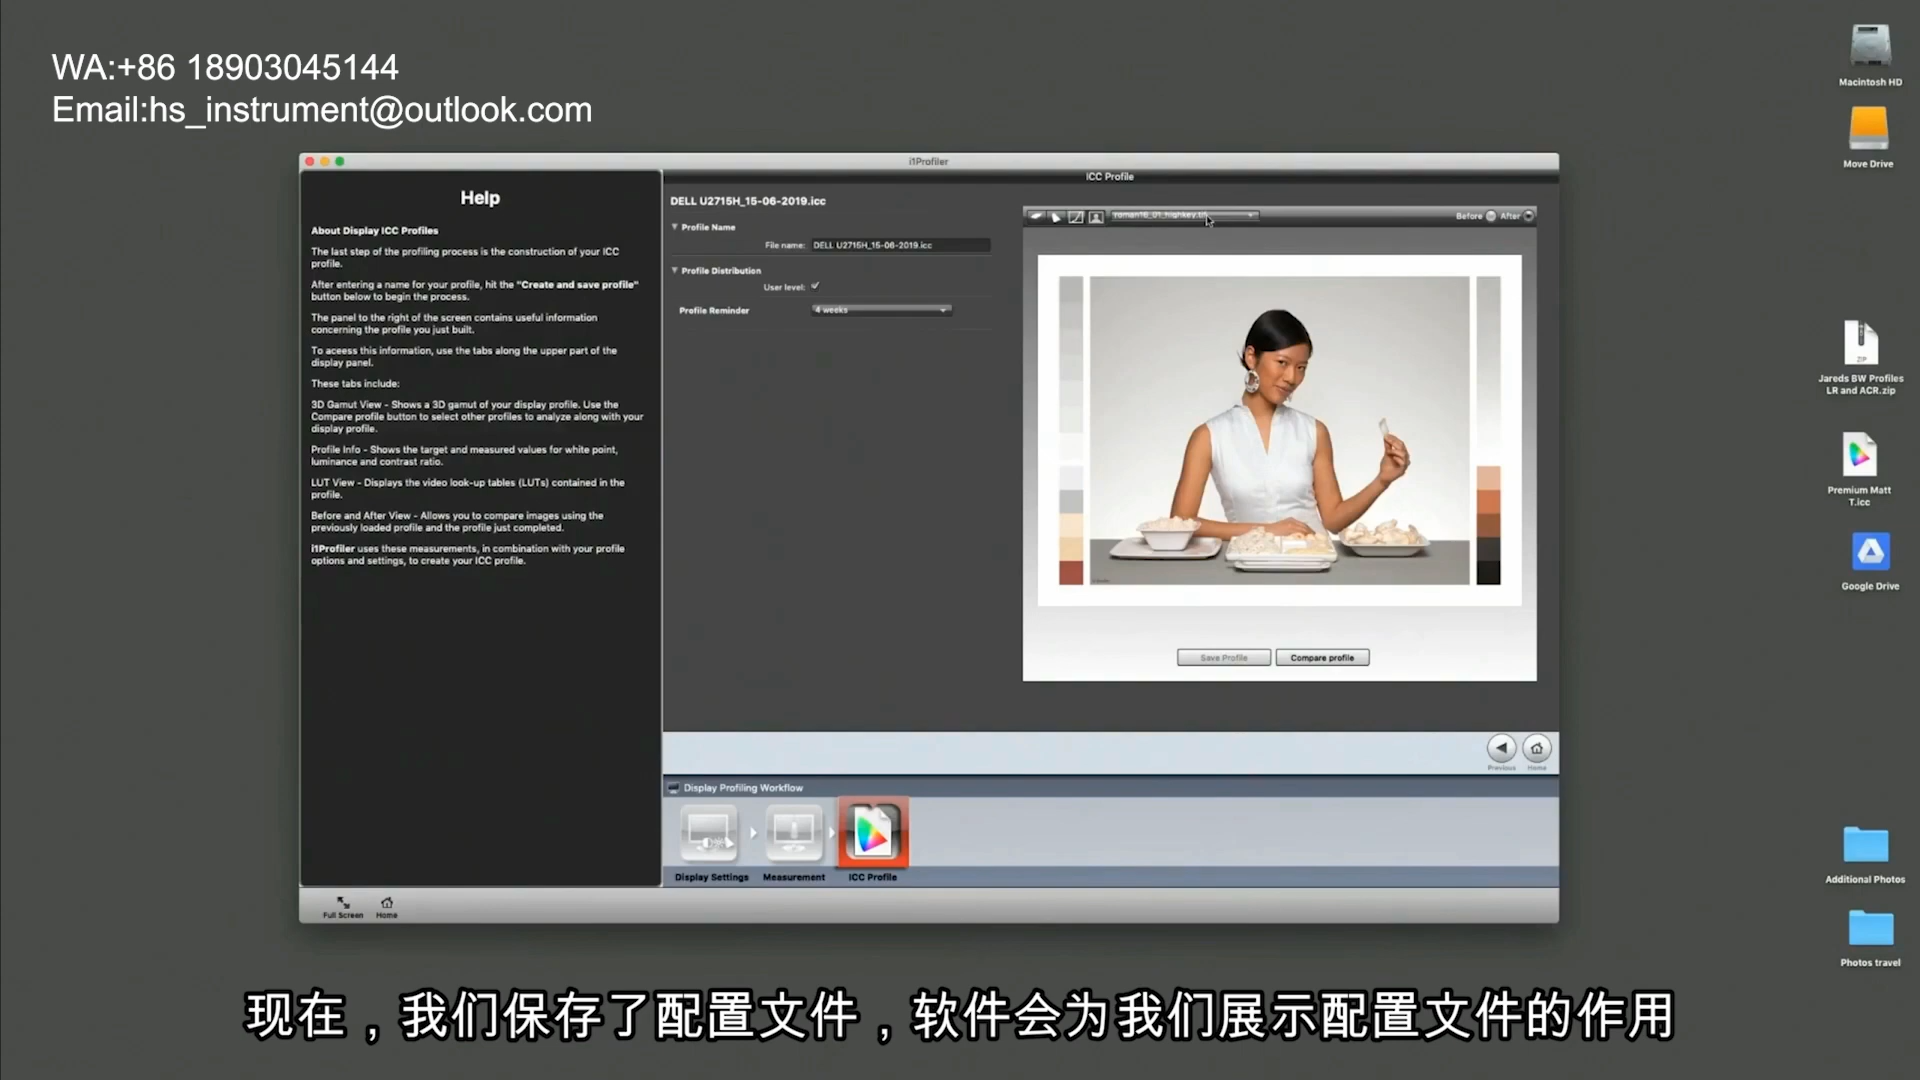 WA:+86 18903045144
Email:hs_instrument@outlook.com
Macintosh HD
Move Drive
i1Profiler
ICC Profile
Help
About Display ICC Profiles
The last step of the profiling process is the construction of your ICC
profile.
After entering a name for your profile, hit the "Create and save profile"
button below to begin the process.
The panel to the right of the screen contains useful information
concerning the profile you just built.
To aceess this information, use the tabs along the upper part of the
display panel.
These tabs include:
3D Gamut View - Shows a 3D gamut of your display profile. Use the
Compare profile button to select other profiles to analyze along with your
display profile.
Profile Info - Shows the target and measured values for white point,
luminance and contrast ratio.
LUT View - Displays the video look-up tables (LUTs) contained in the
profile.
Before and After View - Allows you to compare images using the
previously loaded profile and the profile just completed.
i1Profiler uses these measurements, in combination with your profile
options and settings, to create your ICC profile.
DELL U2715H_15-06-2019.icc
Profile Name
File name: DELL U2715H_15-06-2019.icc
Profile Distribution
User level:
Profile Reminder 4 weeks
roman16_01_highkey.tif
Before After
Save Profile Compare profile
Previous Home
Display Profiling Workflow
Display Settings Measurement ICC Profile
Full Screen Home
ZIP
Jareds BW Profiles
LR and ACR.zip
Premium Matt
T.icc
Google Drive
Additional Photos
Photos travel
现在，我们保存了配置文件，软件会为我们展示配置文件的作用